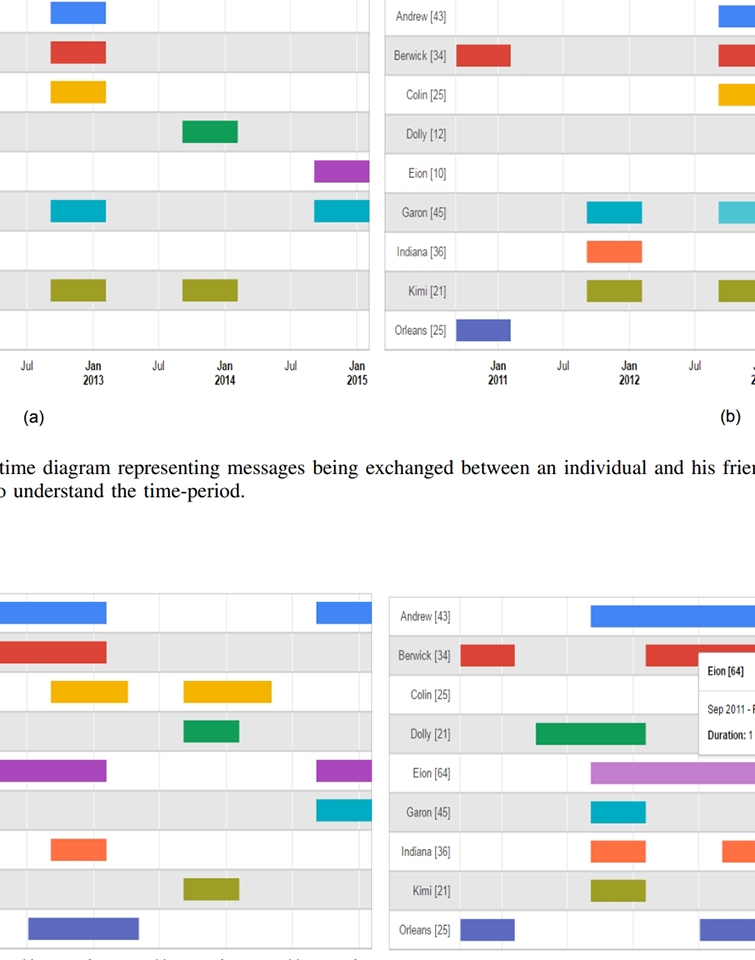 Andrew [43]
Berwick [34]
Colin [25]
Dolly [12]
Eion [10]
Garon [45]
Indiana [36]
Kimi [21]
Orleans [25]
Jul Jan Jul Jan Jul Jan
2013 2014 2015
Jan Jul Jan Jul
2011 2012
(a)
(b)
time diagram representing messages being exchanged between an individual and his frie
o understand the time-period.
Andrew [43]
Berwick [34]
Eion [64]
Colin [25]
Sep 2011 -
Dolly [21]
Duration: 1
Eion [64]
Garon [45]
Indiana [36]
Kimi [21]
Orleans [25]